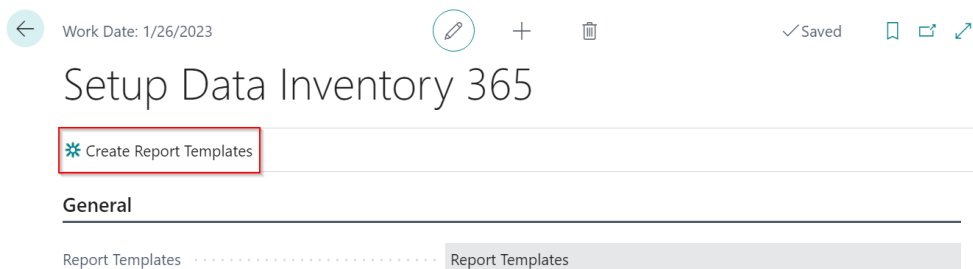 Work Date: 1/26/2023
Saved
Setup Data Inventory 365
Create Report Templates
General
Report Templates
Report Templates